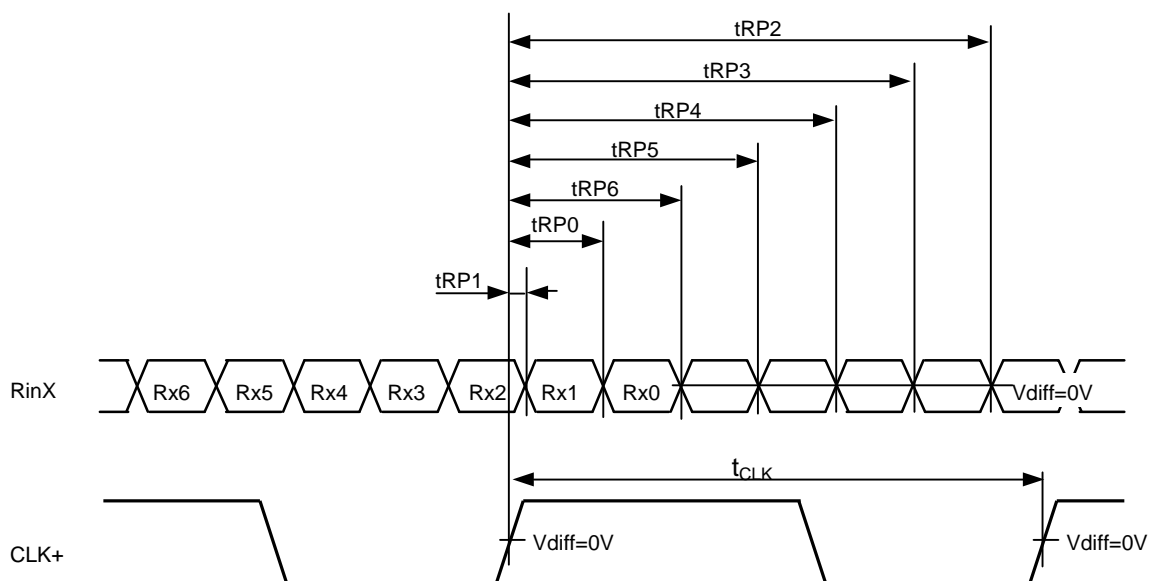 tRP2
tRP3
tRP4
tRP5
tRP6
tRP0
tRP1
RinX Rx6 Rx5 Rx4 Rx3 Rx2 Rx1 Rx0 Vdiff=0V
tCLK
CLK+ Vdiff=0V Vdiff=0V